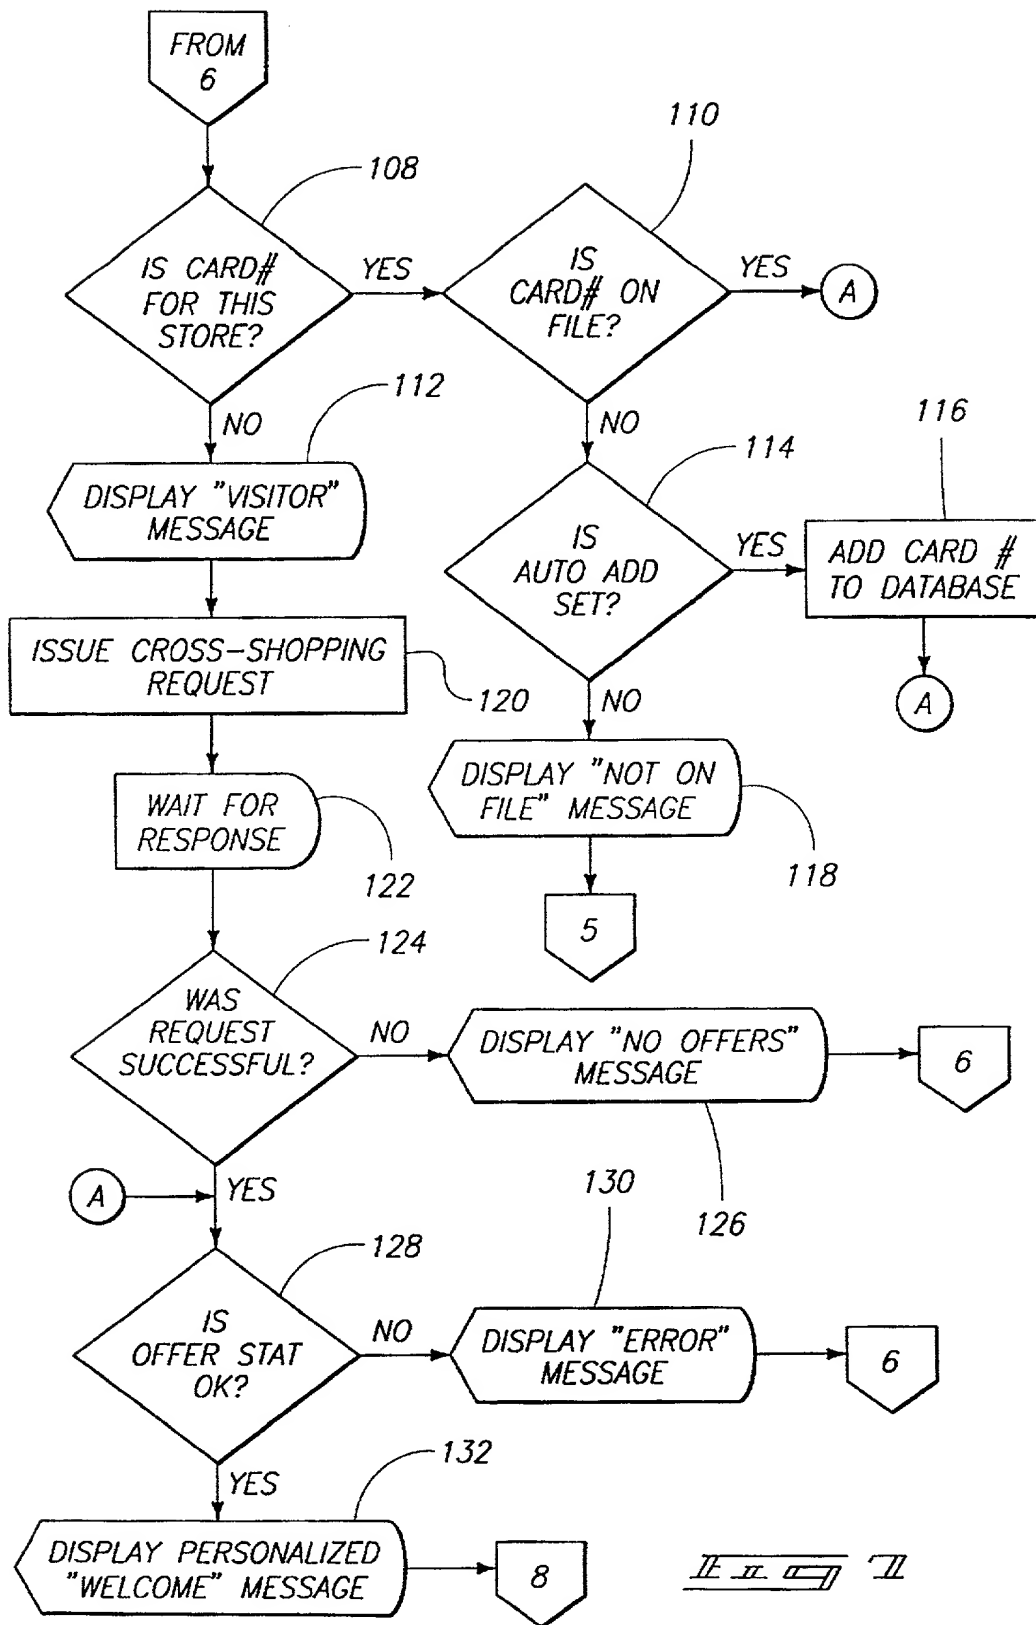 FROM
6
108
IS CARD#
FOR THIS
STORE?
YES
110
IS
CARD# ON
FILE?
YES
A
NO
112
DISPLAY "VISITOR"
MESSAGE
NO
114
IS
AUTO ADD
SET?
YES
116
ADD CARD #
TO DATABASE
A
ISSUE CROSS-SHOPPING
REQUEST
120
NO
DISPLAY "NOT ON
FILE" MESSAGE
118
5
WAIT FOR
RESPONSE
122
124
WAS
REQUEST
SUCCESSFUL?
NO
DISPLAY "NO OFFERS"
MESSAGE
126
6
A
YES
128
IS
OFFER STAT
OK?
NO
130
DISPLAY "ERROR"
MESSAGE
6
YES
132
DISPLAY PERSONALIZED
"WELCOME" MESSAGE
8
Fig 7